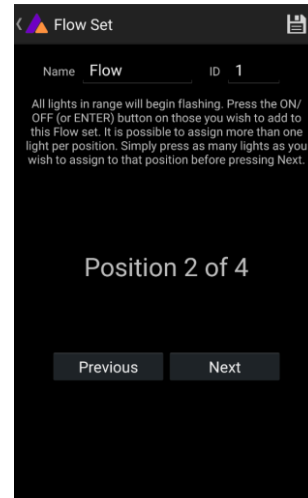 Flow Set
Name Flow ID 1
All lights in range will begin flashing. Press the ON/
OFF (or ENTER) button on those you wish to add to
this Flow set. It is possible to assign more than one
light per position. Simply press as many lights as you
wish to assign to that position before pressing Next.
Position 2 of 4
Previous Next